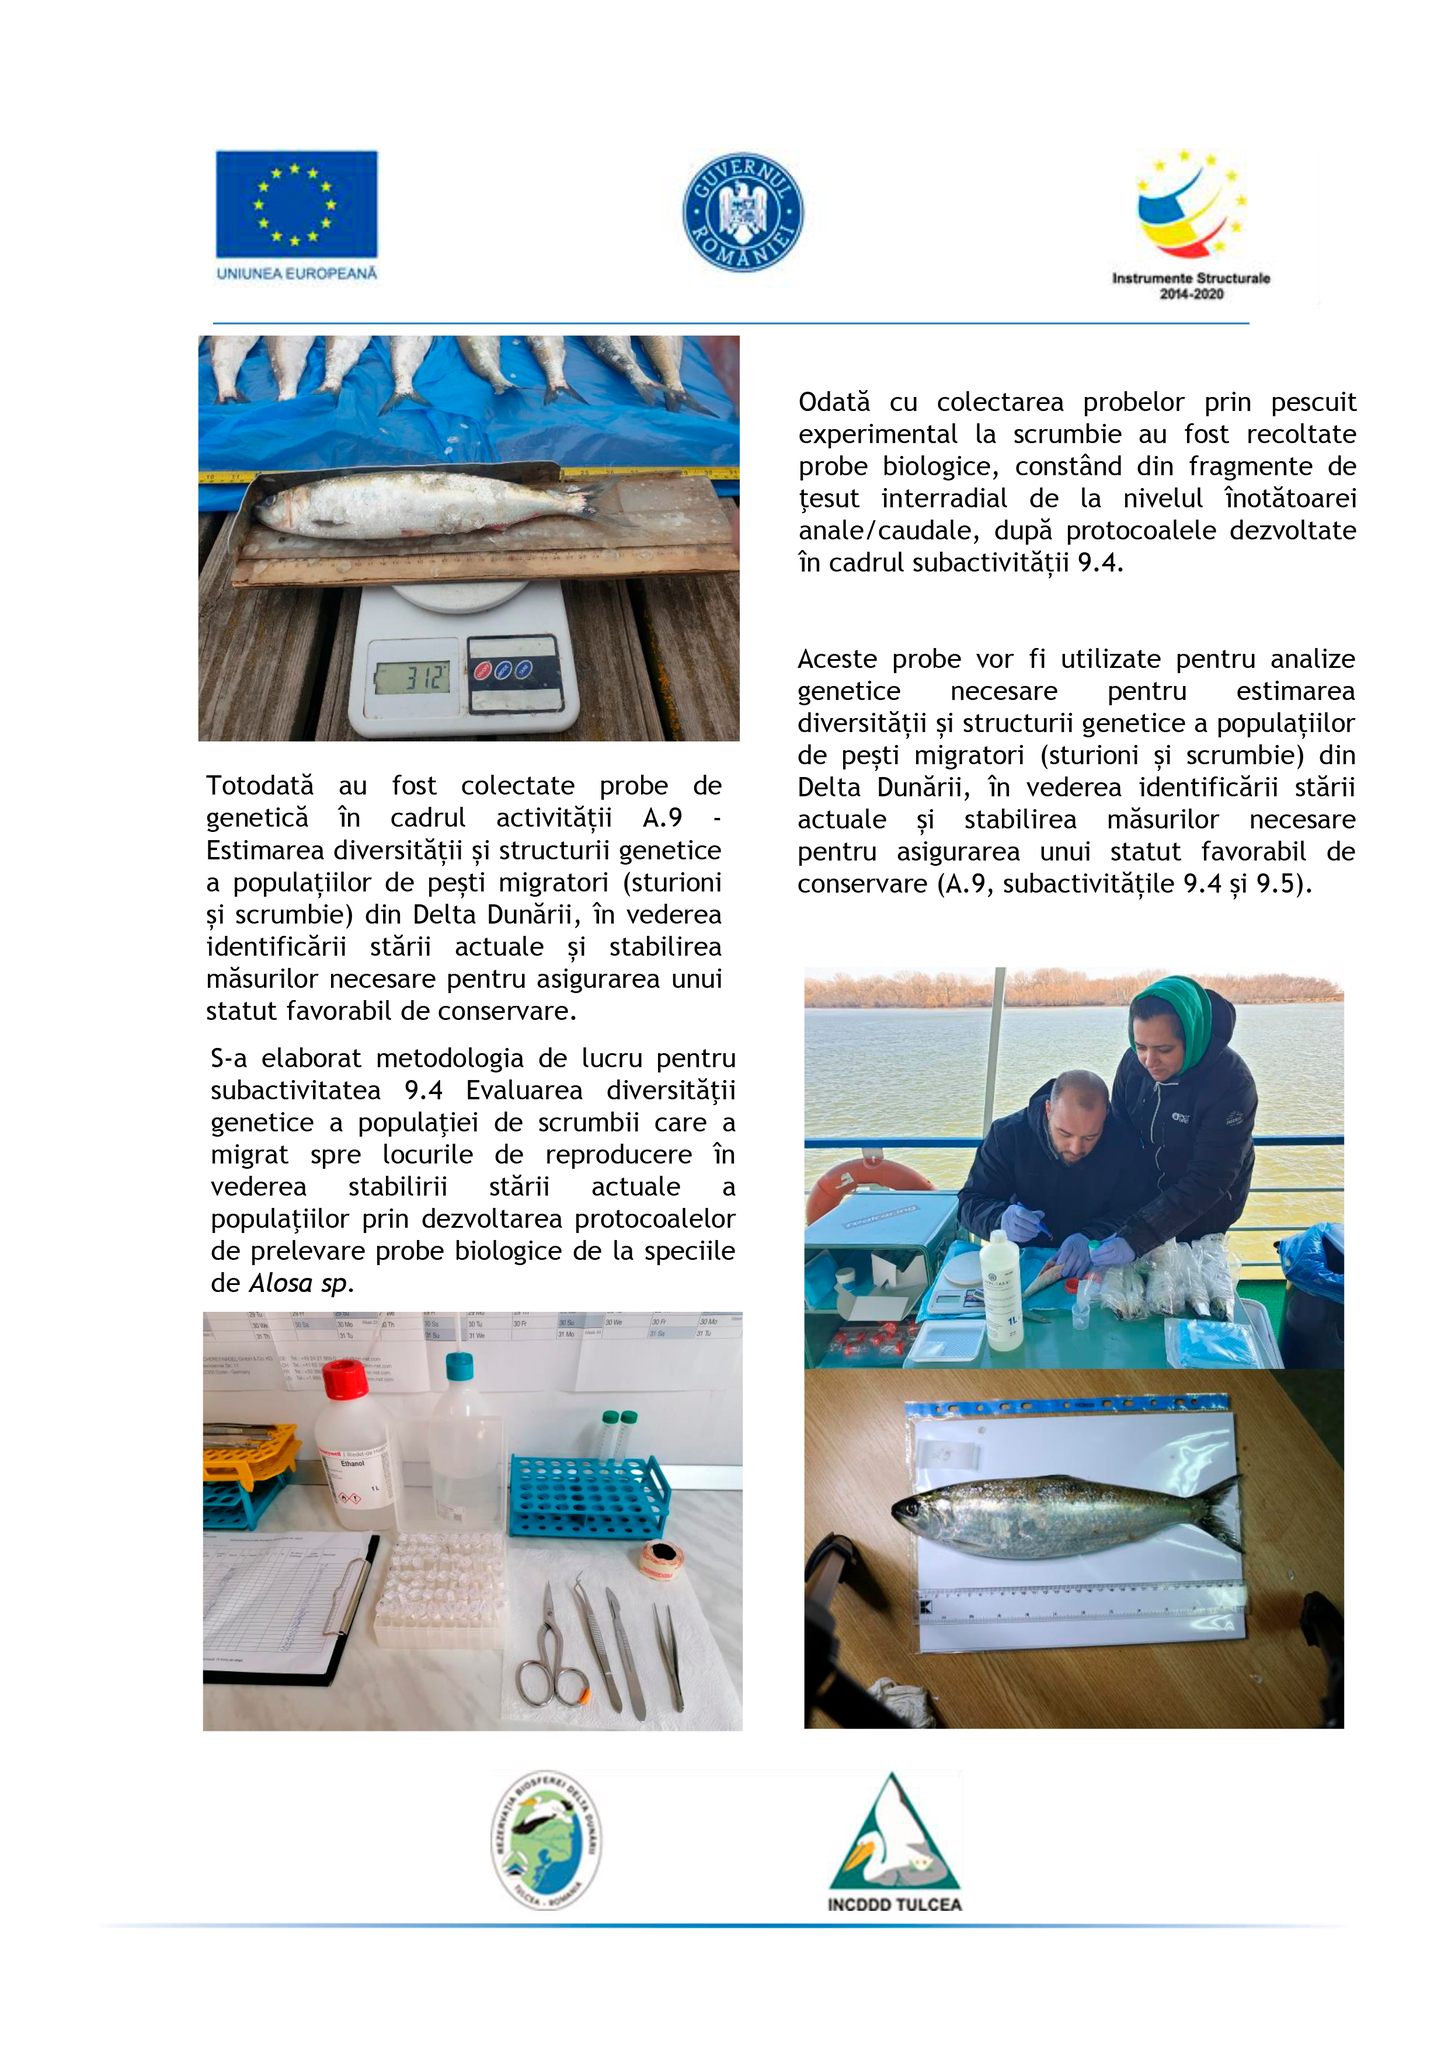 UNIUNEA EUROPEANĂ
GUVERNUL ROMÂNIEI
Instrumente Structurale
2014-2020
312
Totodată au fost colectate probe de
genetică în cadrul activității A.9 -
Estimarea diversității și structurii genetice
a populațiilor de pești migratori (sturioni
și scrumbie) din Delta Dunării, în vederea
identificării stării actuale și stabilirea
măsurilor necesare pentru asigurarea unui
statut favorabil de conservare.
S-a elaborat metodologia de lucru pentru
subactivitatea 9.4 Evaluarea diversităţii
genetice a populaţiei de scrumbii care a
migrat spre locurile de reproducere în
vederea stabilirii stării actuale a
populaţiilor prin dezvoltarea protocoalelor
de prelevare probe biologice de la speciile
de Alosa sp.
Ethanol
1 L
Odată cu colectarea probelor prin pescuit
experimental la scrumbie au fost recoltate
probe biologice, constând din fragmente de
ţesut interradial de la nivelul înotătoarei
anale/caudale, după protocoalele dezvoltate
în cadrul subactivității 9.4.
Aceste probe vor fi utilizate pentru analize
genetice necesare pentru estimarea
diversității și structurii genetice a populațiilor
de pești migratori (sturioni și scrumbie) din
Delta Dunării, în vederea identificării stării
actuale și stabilirea măsurilor necesare
pentru asigurarea unui statut favorabil de
conservare (A.9, subactivitățile 9.4 și 9.5).
1L
REZERVAȚIA BIOSFEREI DELTA DUNĂRII
TULCEA - ROMANIA
INCDDD TULCEA